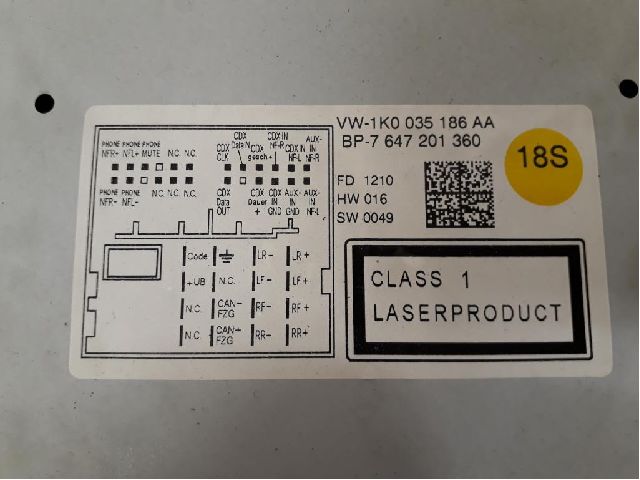 VW-1K0 035 186 AA
BP-7 647 201 360
18S
FD 1210
HW 016
SW 0049
CLASS 1
LASERPRODUCT
PHONE PHONE PHONE
NFR+ NFL+ MUTE N.C. N.C.
CDX CLK
CDX Data IN
CDX gesch.+
CDX IN NF-R
CDX IN NF-L
AUX-IN NF-R
PHONE PHONE N.C. N.C. N.C.
NFR- NFL-
CDX Data OUT
CDX Dauer +
CDX IN GND
AUX-IN GND
AUX-IN NF-L
Code LR- LR+
+UB N.C. LF- LF+
N.C. CAN- FZG RF- RF+
N.C. CAN+ FZG RR- RR+